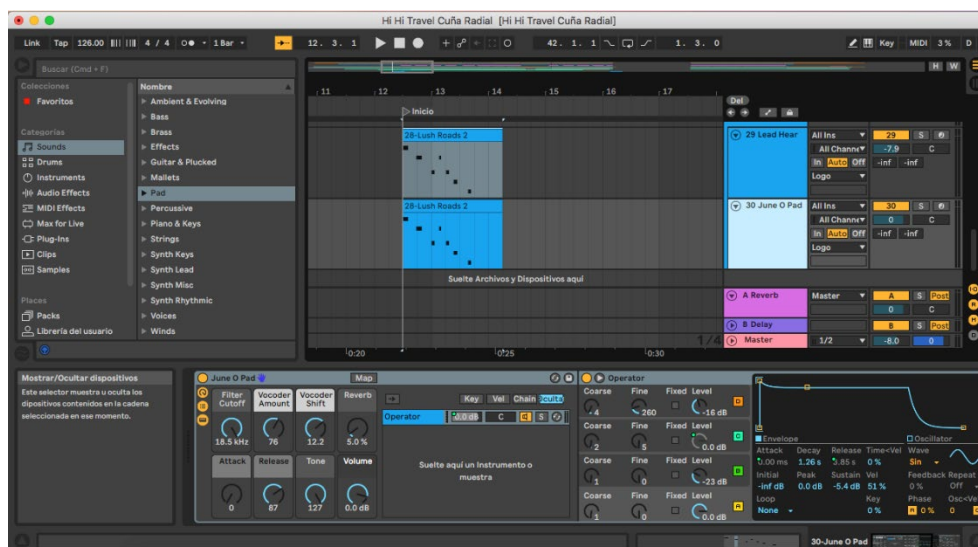 Hi Hi Travel Cuña Radial [Hi Hi Travel Cuña Radial]
Link Tap 126.00 4 / 4 1 Bar 12. 3. 1 42. 1. 1 1. 3. 0 Key MIDI 3% D
Buscar (Cmd + F)
H W
Colecciones
Favoritos
Categorías
Sounds
Drums
Instruments
Audio Effects
MIDI Effects
Max for Live
Plug-Ins
Clips
Samples
Places
Packs
Librería del usuario
Nombre
Ambient & Evolving
Bass
Brass
Effects
Guitar & Plucked
Mallets
Pad
Percussive
Piano & Keys
Strings
Synth Keys
Synth Lead
Synth Misc
Synth Rhythmic
Voices
Winds
11 12 13 14 15 16 17
Inicio
28-Lush Roads 2
28-Lush Roads 2
Suelte Archivos y Dispositivos aquí
0:20 0:25 0:30
1/4
Del
29 Lead Hear All Ins 29 S
All Channe -7.9 C
In Auto Off -inf -inf
Logo
30 June O Pad All Ins 30 S
All Channe 0 C
In Auto Off -inf -inf
Logo
A Reverb Master A S Post
0 C
B Delay B S Post
Master 1/2 -8.0 0
Mostrar/Ocultar dispositivos
Este selector muestra u oculta los
dipositivos contenidos en la cadena
seleccionada en ese momento.
June O Pad Map
Filter Cutoff Vocoder Amount Vocoder Shift Reverb
18.5 kHz 76 12.2 5.0 %
Attack Release Tone Volume
0 87 127 0.0 dB
Key Vel Chain Oculta
Operator 0.0 dB C S
Suelte aquí un Instrumento o
muestra
Operator
Coarse Fine Fixed Level
4 260 -16 dB D
Coarse Fine Fixed Level
2 5 0.0 dB C
Coarse Fine Fixed Level
1 0 -23 dB B
Coarse Fine Fixed Level
1 0 0.0 dB A
Envelope Oscillator
Attack Decay Release Time<Vel Wave
0.00 ms 1.26 s 3.85 s 0 % Sin
Initial Peak Sustain Vel Feedback Repeat
-inf dB 0.0 dB -5.4 dB 51 % 0 % Off
Loop Key Phase Osc<Ve
None 0 % R 0 % 0
30-June O Pad